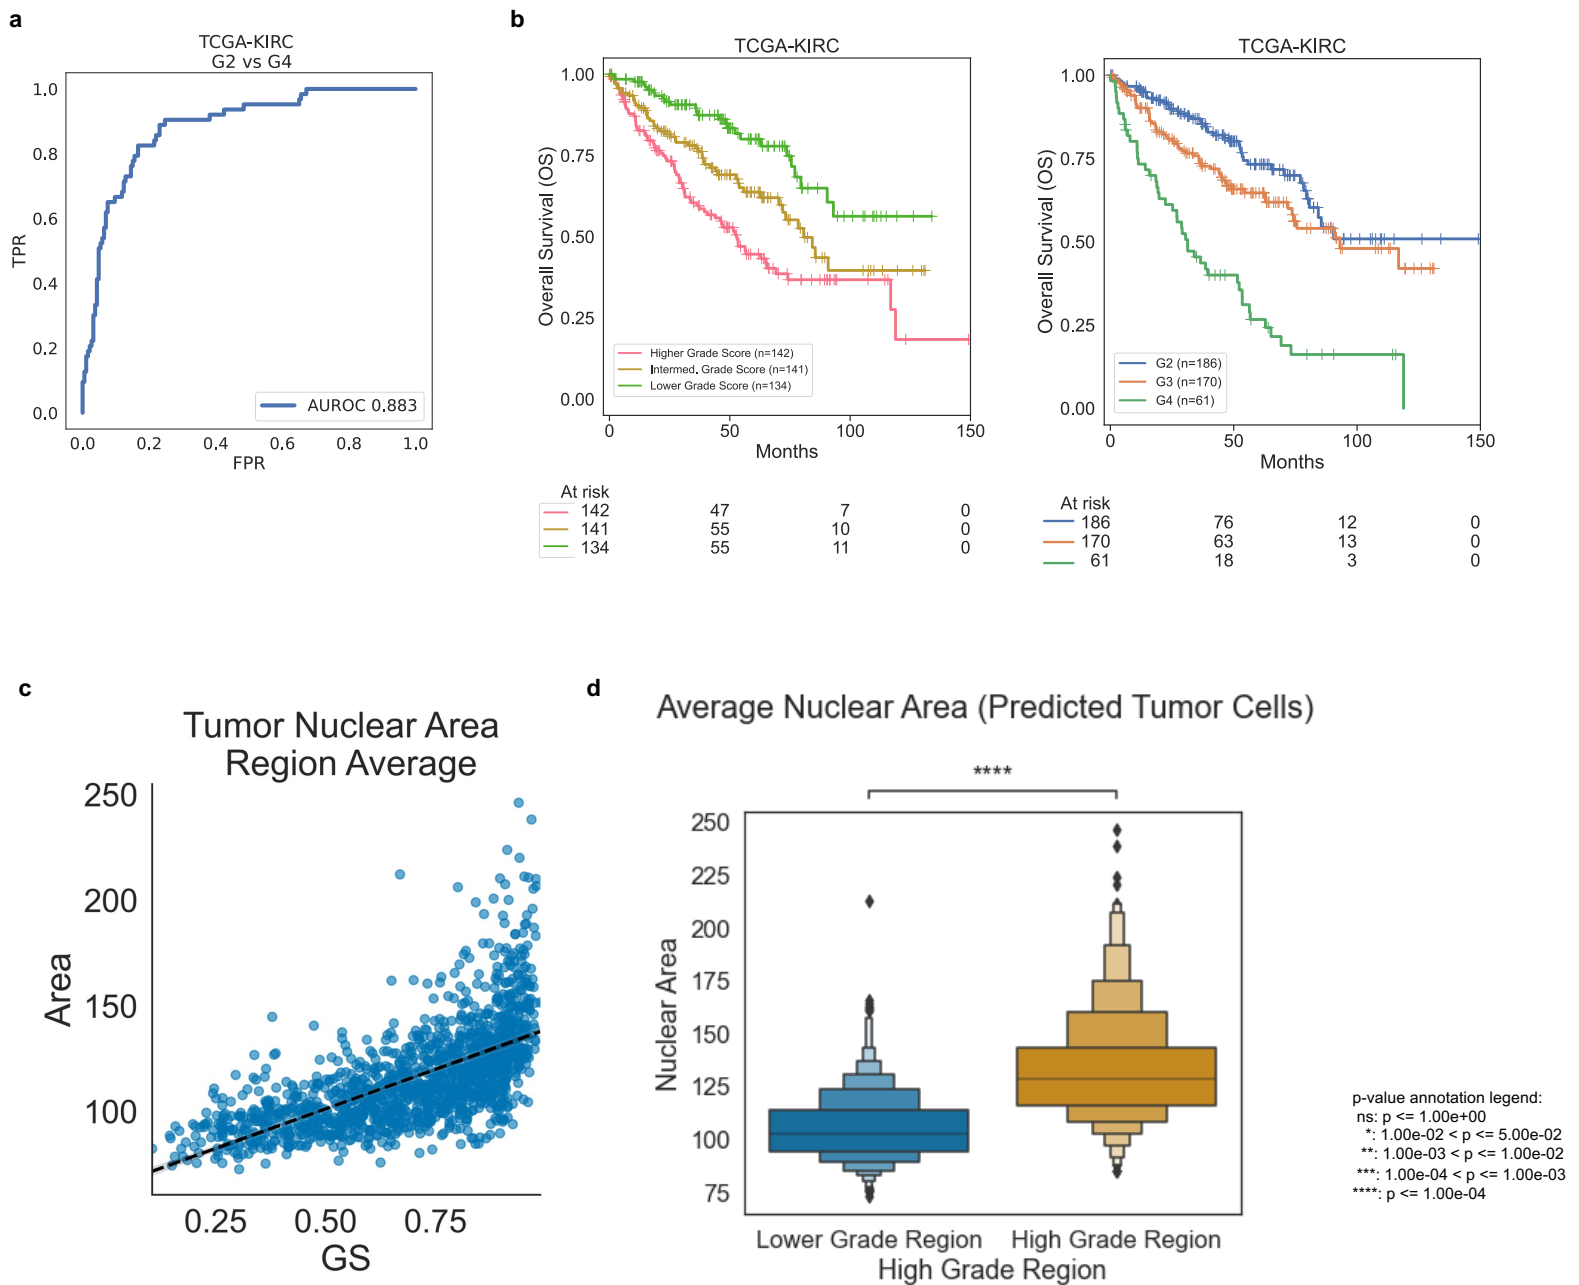 a
TCGA-KIRC
G2 vs G4
1.0
0.8
0.6
0.4
0.2
0.0
TPR
0.0 0.2 0.4 0.6 0.8 1.0
FPR
AUROC 0.883
b
TCGA-KIRC
1.00
0.75
0.50
0.25
0.00
Overall Survival (OS)
Higher Grade Score (n=142)
Intermed. Grade Score (n=141)
Lower Grade Score (n=134)
0 50 100 150
Months
At risk
142 47 7 0
141 55 10 0
134 55 11 0
TCGA-KIRC
1.00
0.75
0.50
0.25
0.00
Overall Survival (OS)
G2 (n=186)
G3 (n=170)
G4 (n=61)
0 50 100 150
Months
At risk
186 76 12 0
170 63 13 0
61 18 3 0
c
Tumor Nuclear Area
Region Average
250
200
150
100
Area
0.25 0.50 0.75
GS
d
Average Nuclear Area (Predicted Tumor Cells)
****
250
225
200
175
150
125
100
75
Nuclear Area
Lower Grade Region High Grade Region
High Grade Region
p-value annotation legend:
ns: p <= 1.00e+00
*: 1.00e-02 < p <= 5.00e-02
**: 1.00e-03 < p <= 1.00e-02
***: 1.00e-04 < p <= 1.00e-03
****: p <= 1.00e-04